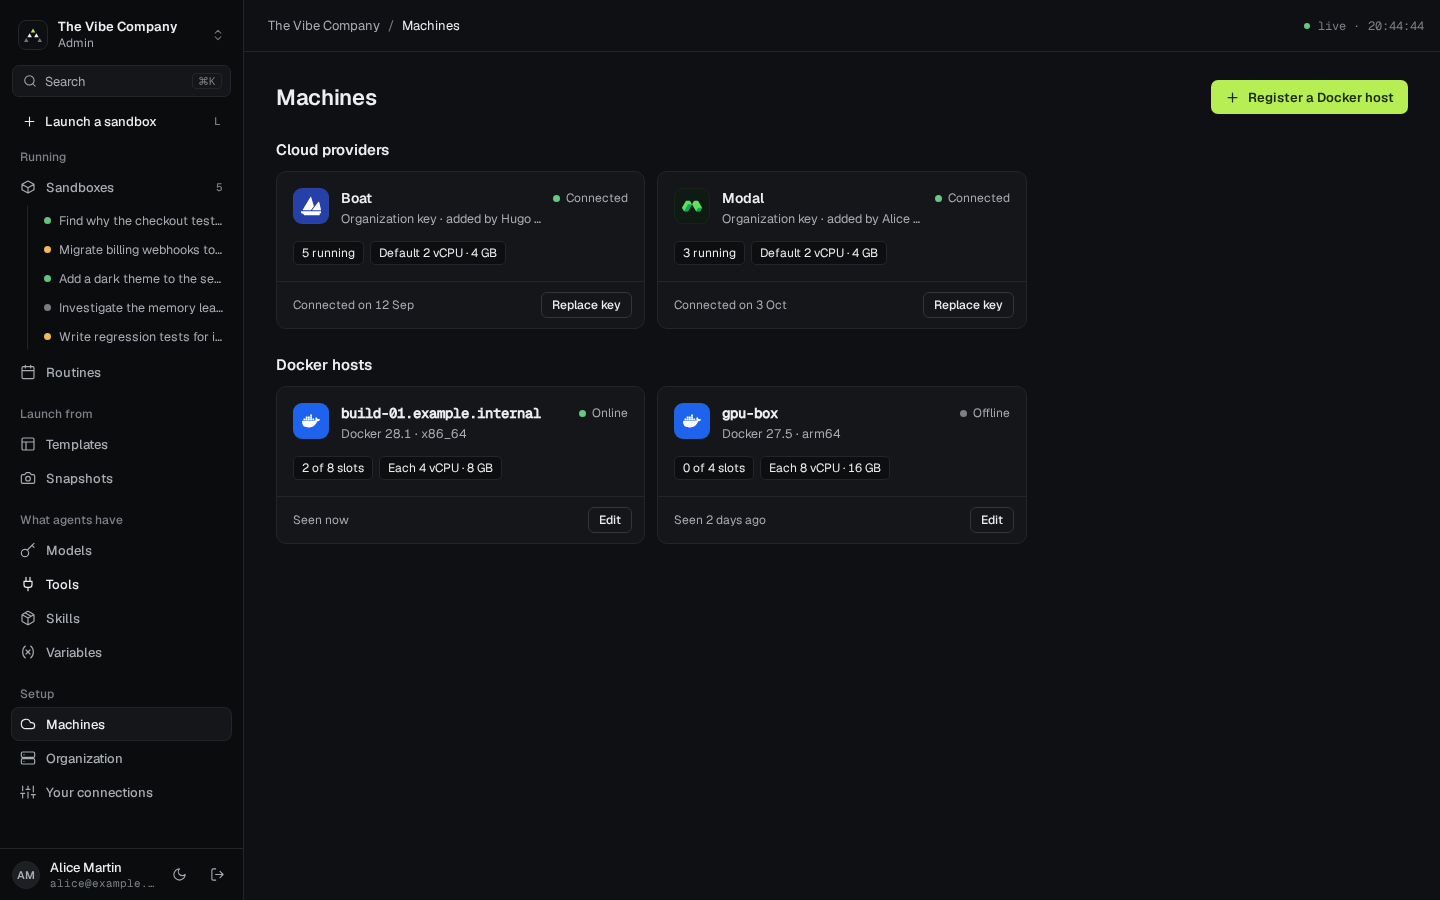 The Vibe Company
Admin
Search
⌘K
Launch a sandbox
L
Running
Sandboxes
5
Find why the checkout test…
Migrate billing webhooks to…
Add a dark theme to the se…
Investigate the memory lea…
Write regression tests for i…
Routines
Launch from
Templates
Snapshots
What agents have
Models
Tools
Skills
Variables
Setup
Machines
Organization
Your connections
AM
Alice Martin
alice@example.…
The Vibe Company / Machines
live · 20:44:44
Machines
Register a Docker host
Cloud providers
Boat
Connected
Organization key · added by Hugo …
5 running
Default 2 vCPU · 4 GB
Connected on 12 Sep
Replace key
Modal
Connected
Organization key · added by Alice …
3 running
Default 2 vCPU · 4 GB
Connected on 3 Oct
Replace key
Docker hosts
build-01.example.internal
Online
Docker 28.1 · x86_64
2 of 8 slots
Each 4 vCPU · 8 GB
Seen now
Edit
gpu-box
Offline
Docker 27.5 · arm64
0 of 4 slots
Each 8 vCPU · 16 GB
Seen 2 days ago
Edit